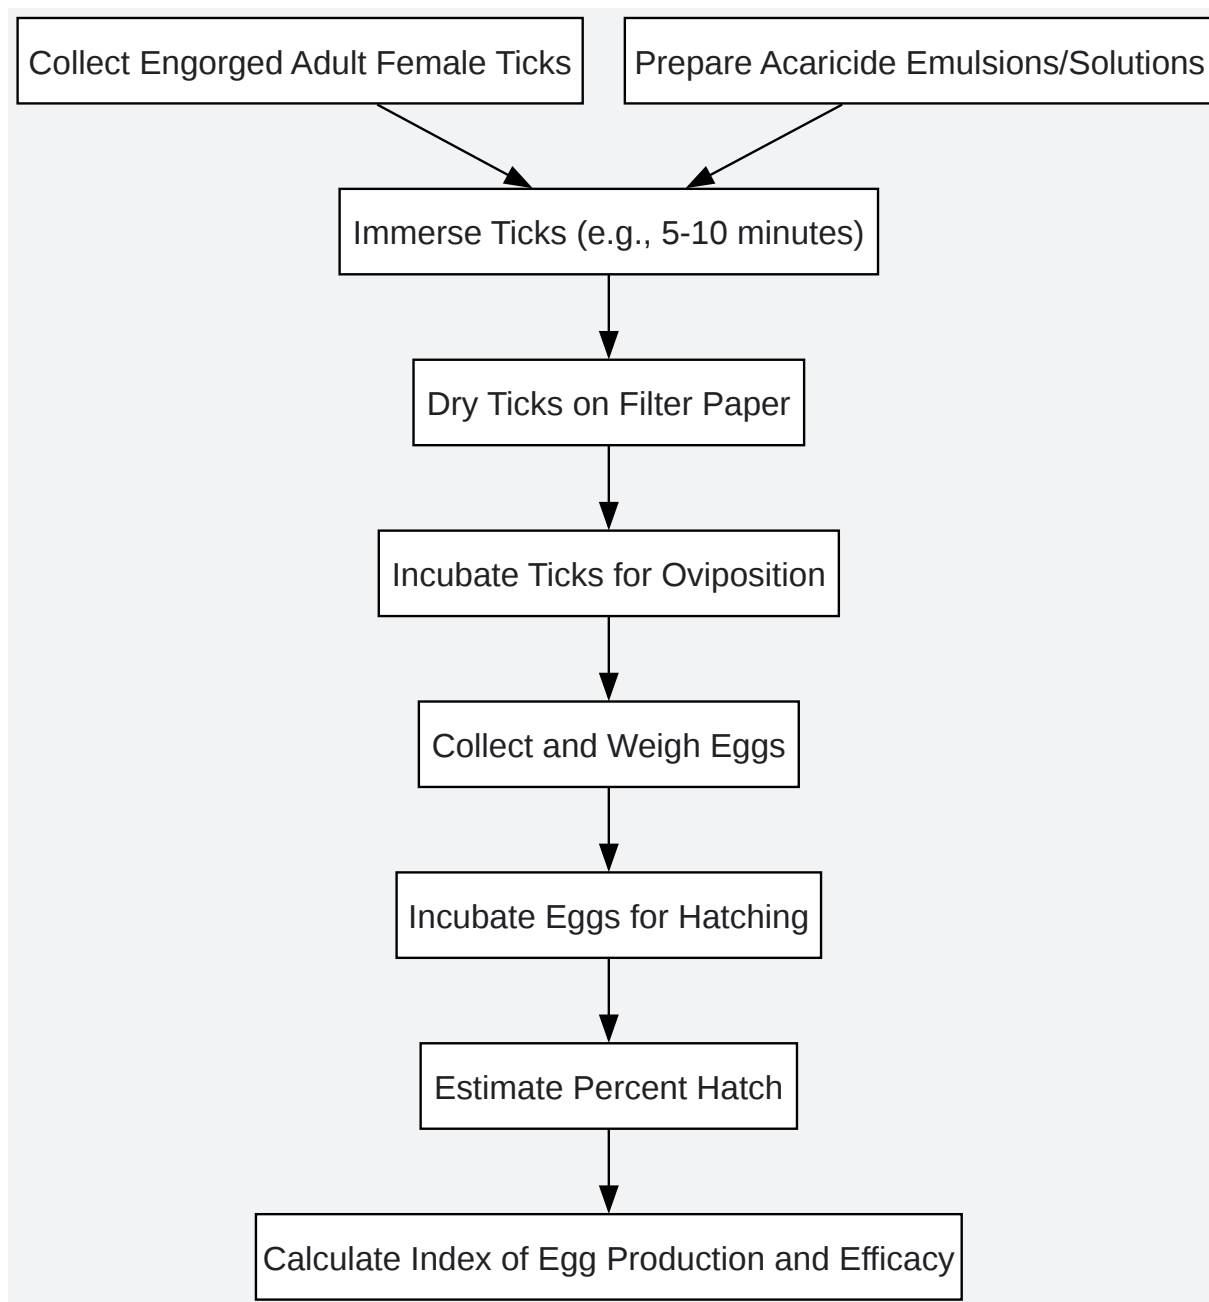 Collect Engorged Adult Female Ticks
Prepare Acaricide Emulsions/Solutions
Immerse Ticks (e.g., 5-10 minutes)
Dry Ticks on Filter Paper
Incubate Ticks for Oviposition
Collect and Weigh Eggs
Incubate Eggs for Hatching
Estimate Percent Hatch
Calculate Index of Egg Production and Efficacy